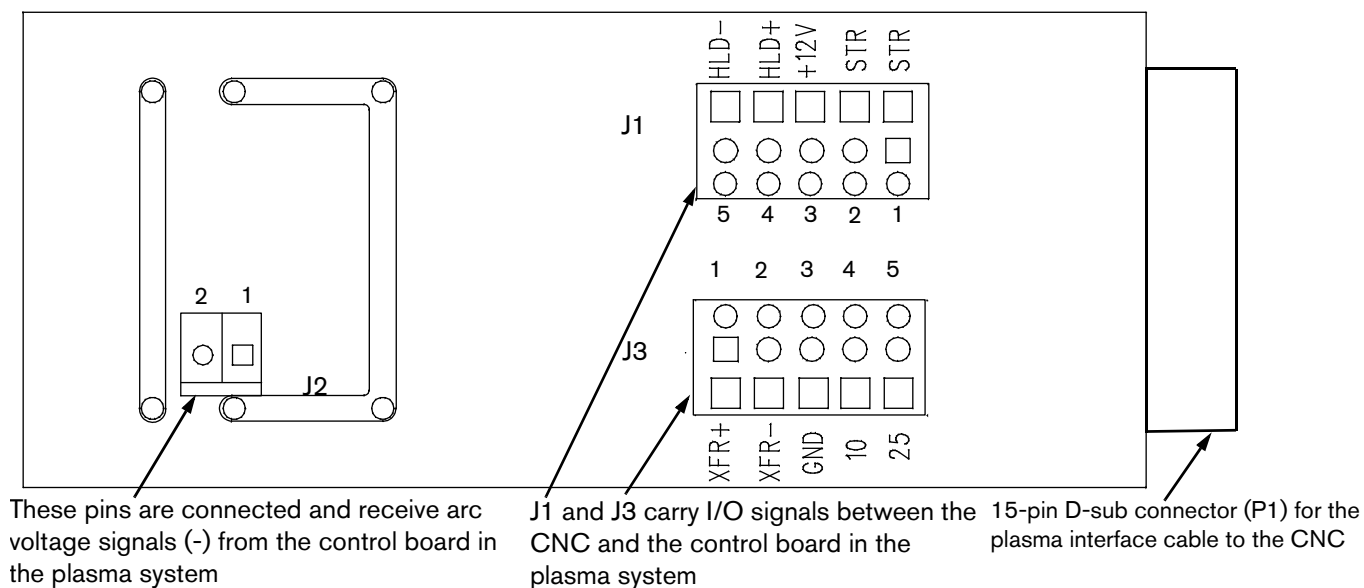 HLD-
HLD+
+12V
STR
STR
J1
5 4 3 2 1
1 2 3 4 5
2 1
J3
J2
XFR+
XFR-
GND
10
25
These pins are connected and receive arc
voltage signals (-) from the control board in
the plasma system
J1 and J3 carry I/O signals between the
CNC and the control board in the
plasma system
15-pin D-sub connector (P1) for the
plasma interface cable to the CNC